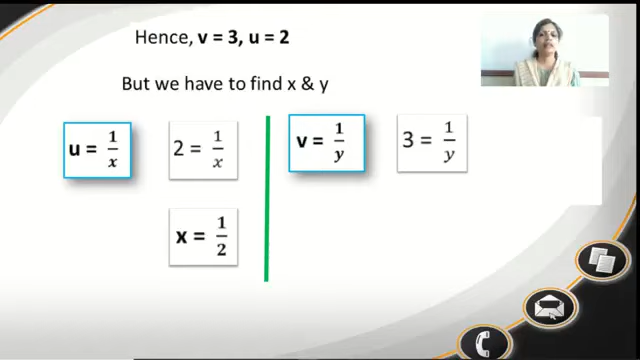 Hence, v = 3, u = 2
But we have to find x & y
u = 1/x
2 = 1/x
v = 1/y
3 = 1/y
x = 1/2